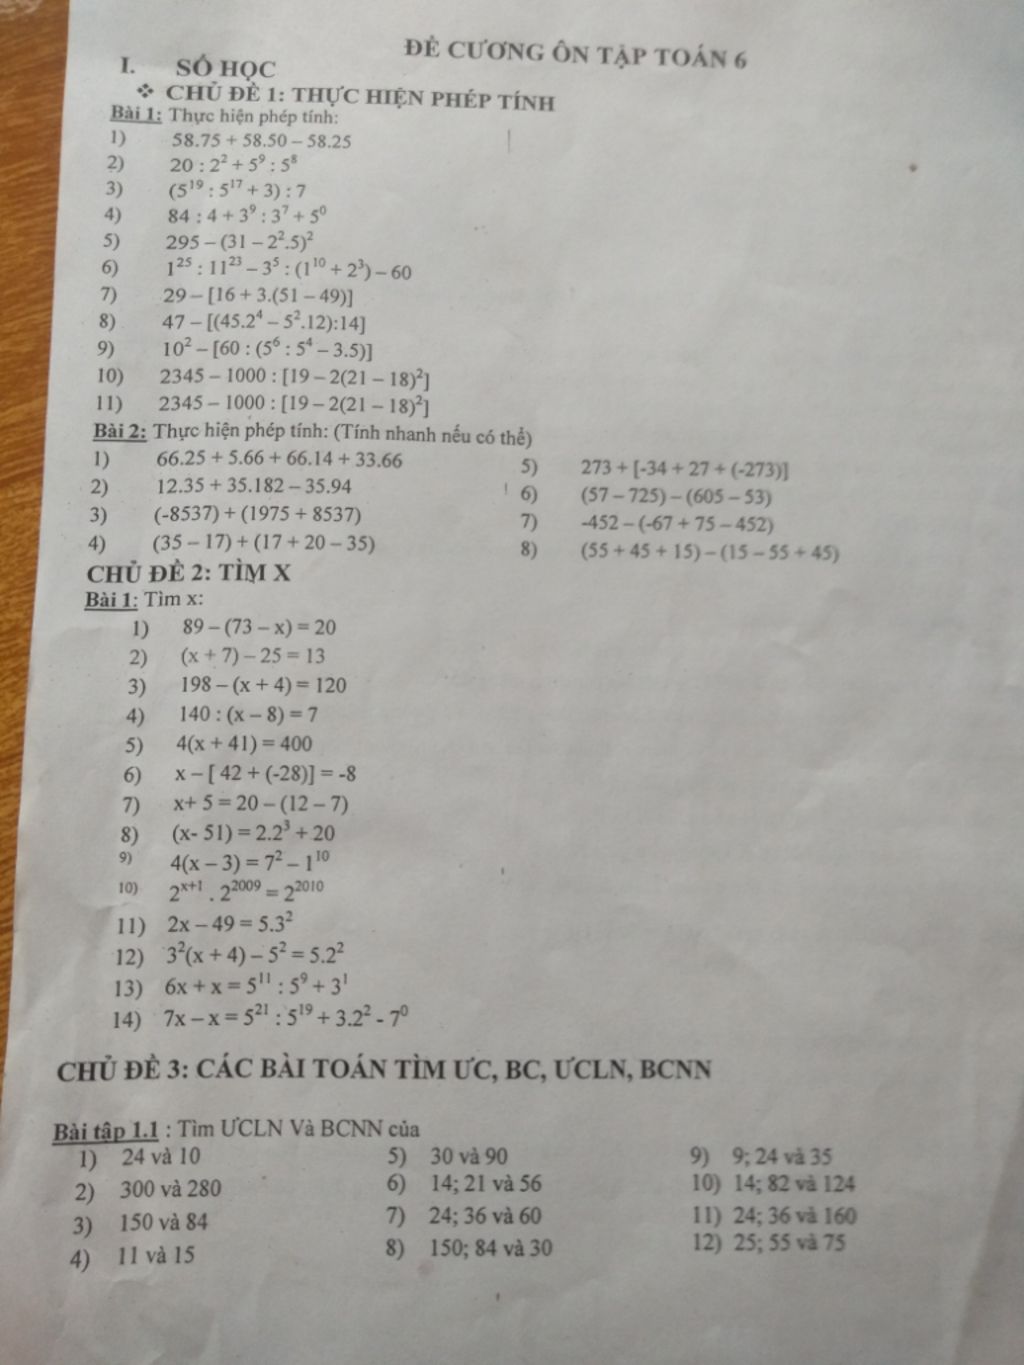 ĐỀ CƯƠNG ÔN TẬP TOÁN 6
I. SỐ HỌC
❖ CHỦ ĐỀ 1: THỰC HIỆN PHÉP TÍNH
Bài 1: Thực hiện phép tính:
1) 58.75 + 58.50 – 58.25
2) 20 : 2² + 5⁹ : 5⁸
3) (5¹⁹ : 5¹⁷ + 3) : 7
4) 84 : 4 + 3⁹ : 3⁷ + 5⁰
5) 295 – (31 – 2².5)²
6) 1²⁵ : 11²³ – 3⁵ : (1¹⁰ + 2³) – 60
7) 29 – [16 + 3.(51 – 49)]
8) 47 – [(45.2⁴ – 5².12):14]
9) 10² – [60 : (5⁶ : 5⁴ – 3.5)]
10) 2345 – 1000 : [19 – 2(21 – 18)²]
11) 2345 – 1000 : [19 – 2(21 – 18)²]
Bài 2: Thực hiện phép tính: (Tính nhanh nếu có thể)
1) 66.25 + 5.66 + 66.14 + 33.66
2) 12.35 + 35.182 – 35.94
3) (-8537) + (1975 + 8537)
4) (35 – 17) + (17 + 20 – 35)
5) 273 + [-34 + 27 + (-273)]
6) (57 – 725) – (605 – 53)
7) -452 – (-67 + 75 – 452)
8) (55 + 45 + 15) – (15 – 55 + 45)
CHỦ ĐỀ 2: TÌM X
Bài 1: Tìm x:
1) 89 – (73 – x) = 20
2) (x + 7) – 25 = 13
3) 198 – (x + 4) = 120
4) 140 : (x – 8) = 7
5) 4(x + 41) = 400
6) x – [ 42 + (-28)] = -8
7) x+ 5 = 20 – (12 – 7)
8) (x- 51) = 2.2³ + 20
9) 4(x – 3) = 7² – 1¹⁰
10) 2ˣ⁺¹ . 2²⁰⁰⁹ = 2²⁰¹⁰
11) 2x – 49 = 5.3²
12) 3²(x + 4) – 5² = 5.2²
13) 6x + x = 5¹¹ : 5⁹ + 3¹
14) 7x – x = 5²¹ : 5¹⁹ + 3.2² - 7⁰
CHỦ ĐỀ 3: CÁC BÀI TOÁN TÌM ƯC, BC, ƯCLN, BCNN
Bài tập 1.1 : Tìm ƯCLN Và BCNN của
1) 24 và 10
2) 300 và 280
3) 150 và 84
4) 11 và 15
5) 30 và 90
6) 14; 21 và 56
7) 24; 36 và 60
8) 150; 84 và 30
9) 9; 24 và 35
10) 14; 82 và 124
11) 24; 36 và 160
12) 25; 55 và 75